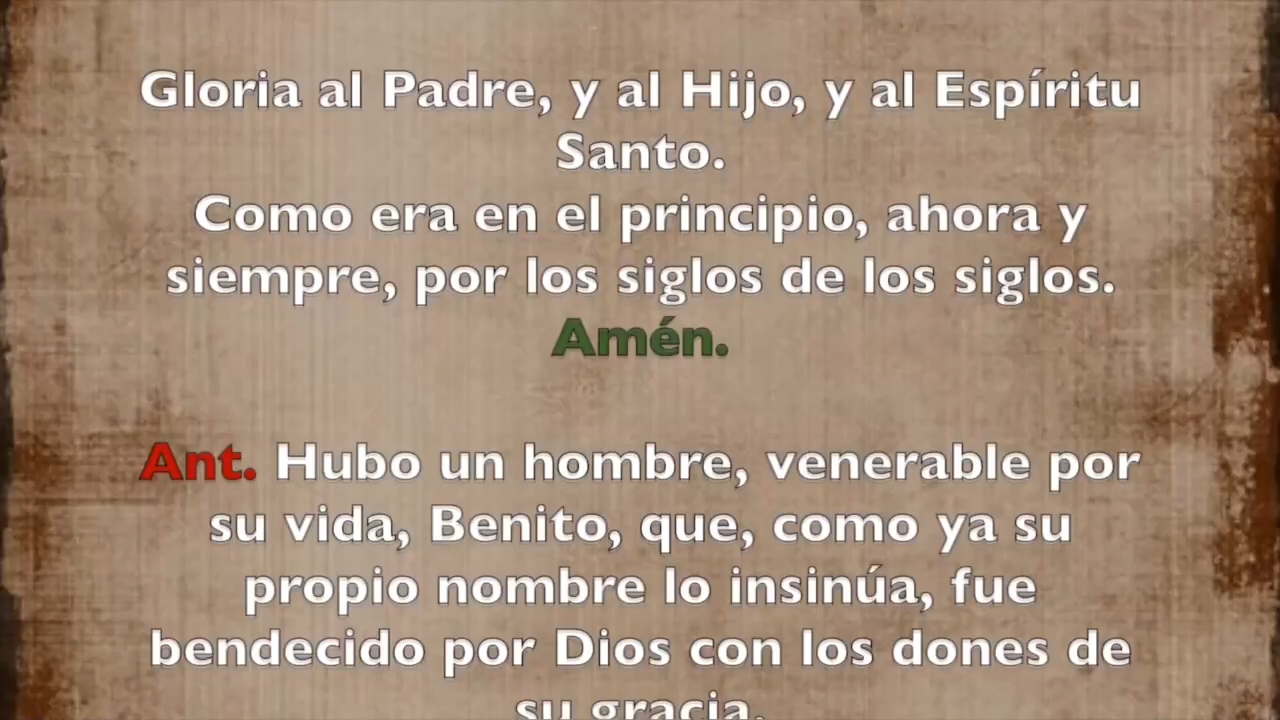 Gloria al Padre, y al Hijo, y al Espíritu
Santo.
Como era en el principio, ahora y
siempre, por los siglos de los siglos.
Amén.
Ant. Hubo un hombre, venerable por
su vida, Benito, que, como ya su
propio nombre lo insinúa, fue
bendecido por Dios con los dones de
su gracia.